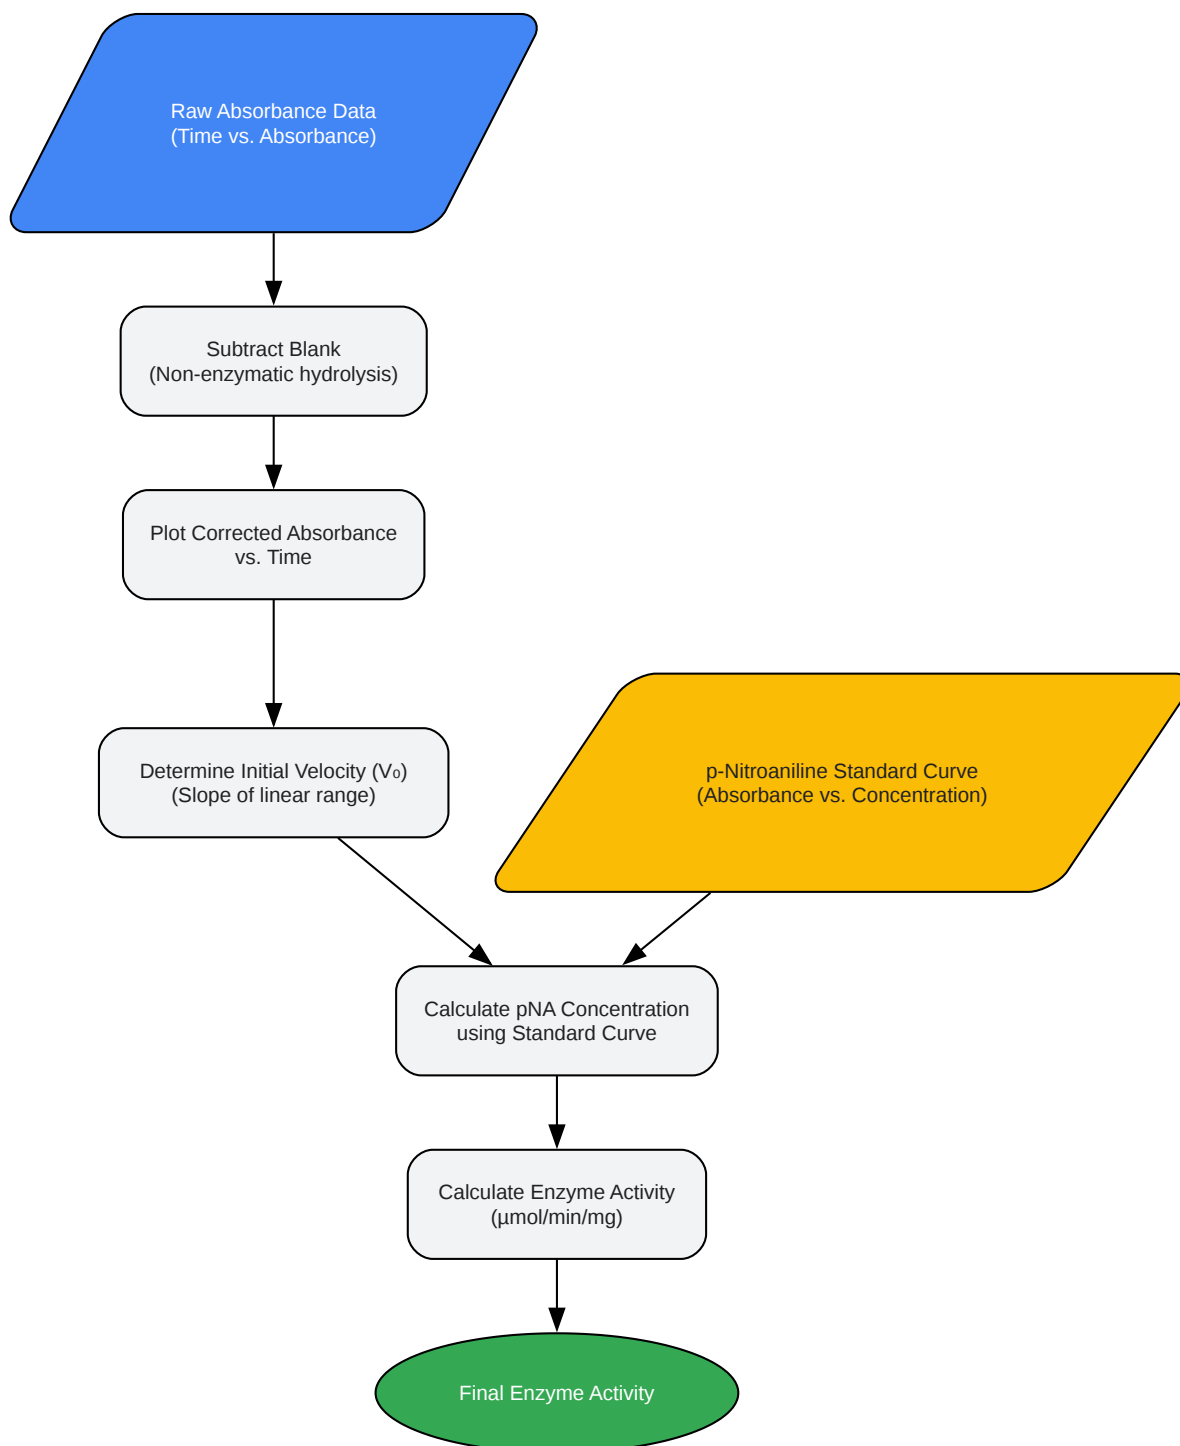 Raw Absorbance Data
(Time vs. Absorbance)
Subtract Blank
(Non-enzymatic hydrolysis)
Plot Corrected Absorbance
vs. Time
Determine Initial Velocity (V₀)
(Slope of linear range)
p-Nitroaniline Standard Curve
(Absorbance vs. Concentration)
Calculate pNA Concentration
using Standard Curve
Calculate Enzyme Activity
(µmol/min/mg)
Final Enzyme Activity